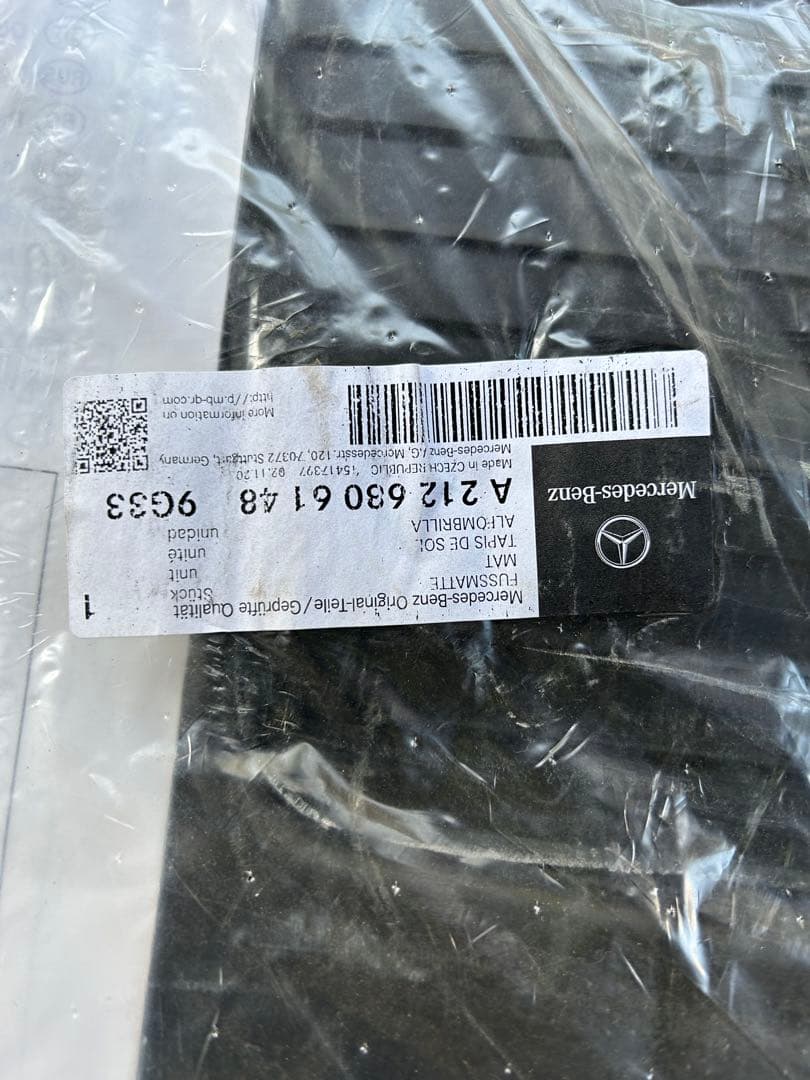 Mercedes-Benz
Mercedes-Benz Original-Teile/Geprüfte Qualität
FUSSMATTE Stück 1
MAT unit
TAPIS DE SOL unité
ALFOMBRILLA unidad
A 212 680 61 48 9G33
Made in CZECH REPUBLIC 15417397 02.11.20
Mercedes-Benz AG, Mercedesstr.120, 70372 Stuttgart, Germany
More information on
http://p.mb-qr.com